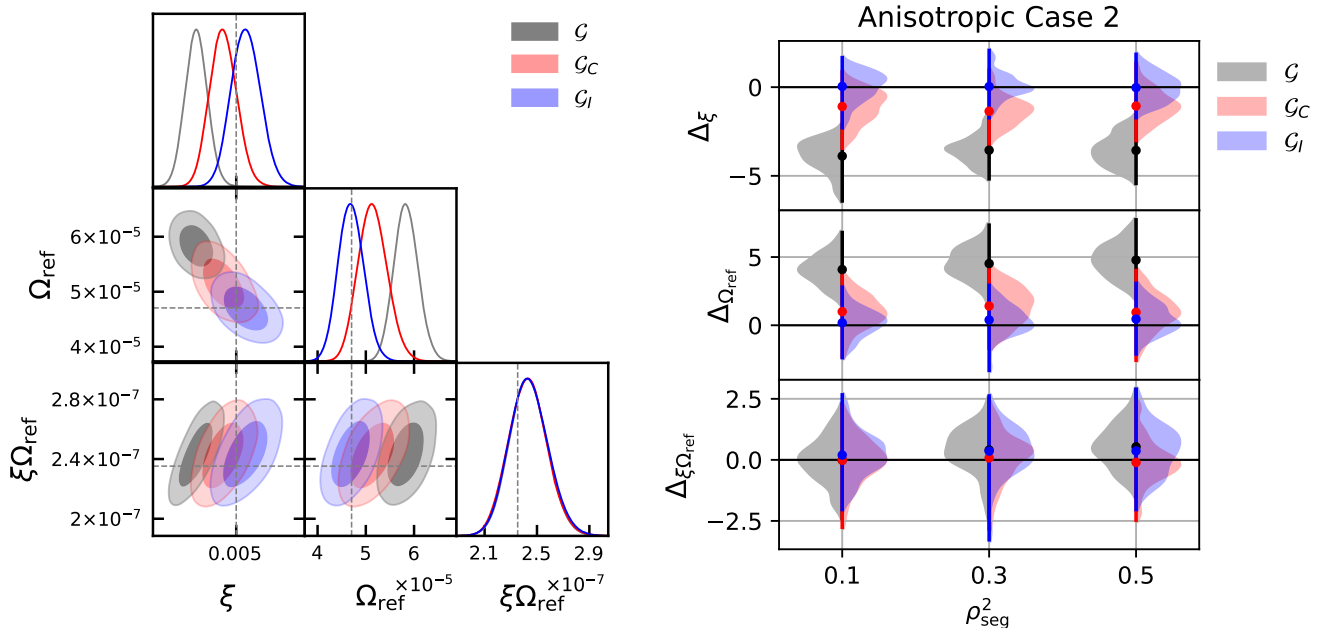 𝒢
𝒢_C
𝒢_I
6×10⁻⁵
5×10⁻⁵
4×10⁻⁵
Ω_ref
2.8×10⁻⁷
2.4×10⁻⁷
2×10⁻⁷
ξΩ_ref
0.005
4 5 6
×10⁻⁵
2.1 2.5 2.9
×10⁻⁷
ξ
Ω_ref
ξΩ_ref
Anisotropic Case 2
𝒢
𝒢_C
𝒢_I
0
−5
Δ_ξ
5
0
Δ_Ω_ref
2.5
0.0
−2.5
Δ_ξΩ_ref
0.1 0.3 0.5
ρ²_seg